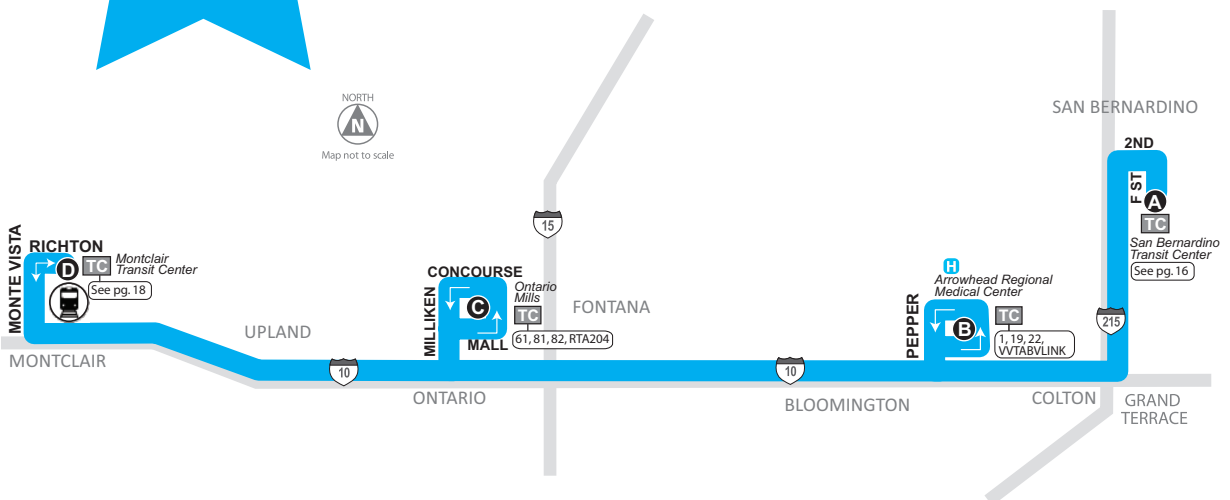 NORTH
N
Map not to scale
SAN BERNARDINO
2ND
F ST
A
TC
San Bernardino
Transit Center
See pg. 16
215
15
MONTE VISTA
RICHTON
D
TC
Montclair
Transit Center
See pg. 18
MONTCLAIR
UPLAND
10
CONCOURSE
MILLIKEN
C
MALL
Ontario
Mills
TC
61, 81, 82, RTA204
FONTANA
ONTARIO
10
BLOOMINGTON
H
Arrowhead Regional
Medical Center
PEPPER
B
TC
1, 19, 22,
VVTABVLINK
COLTON
GRAND
TERRACE